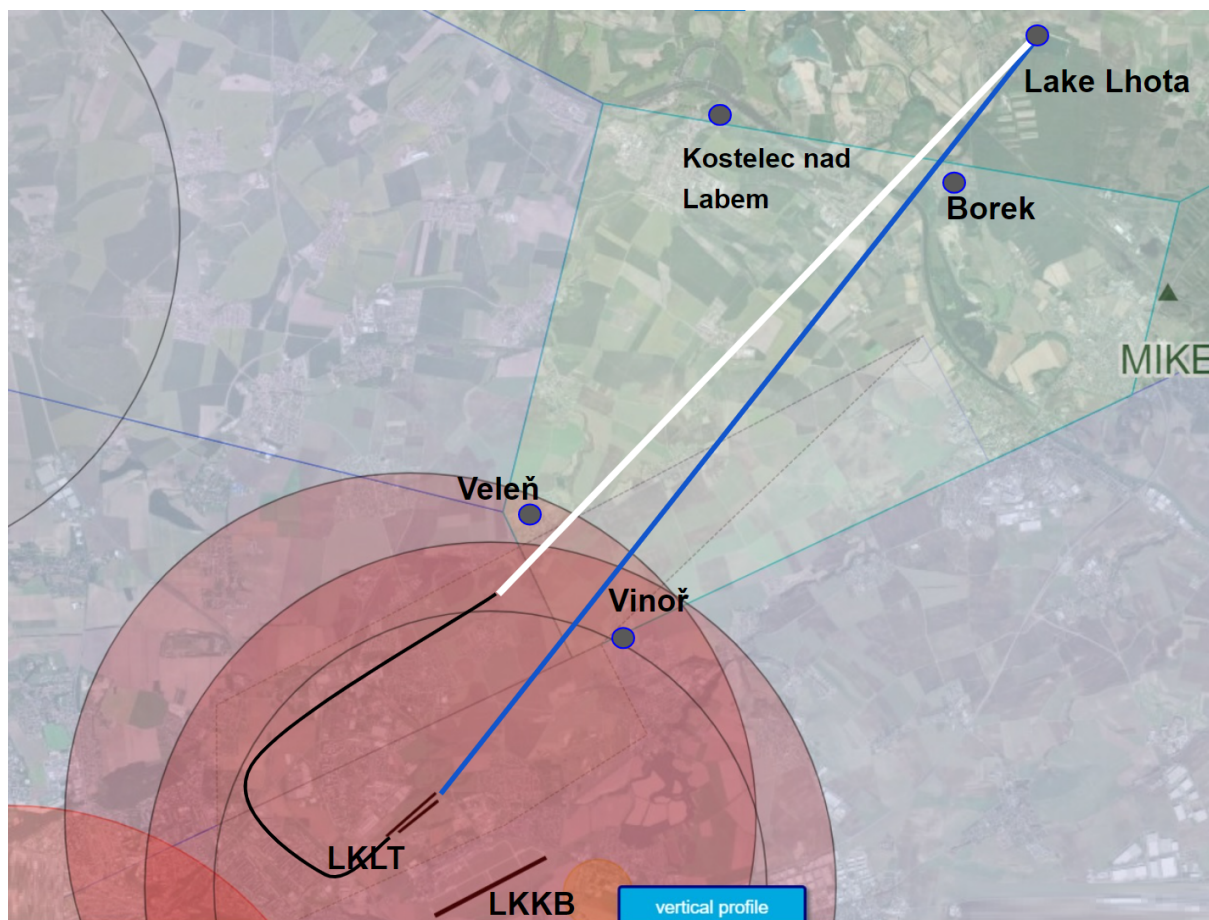 Lake Lhota
Kostelec nad
Labem
Borek
MIKE
Veleň
Vinoř
LKLT
LKKB
vertical profile